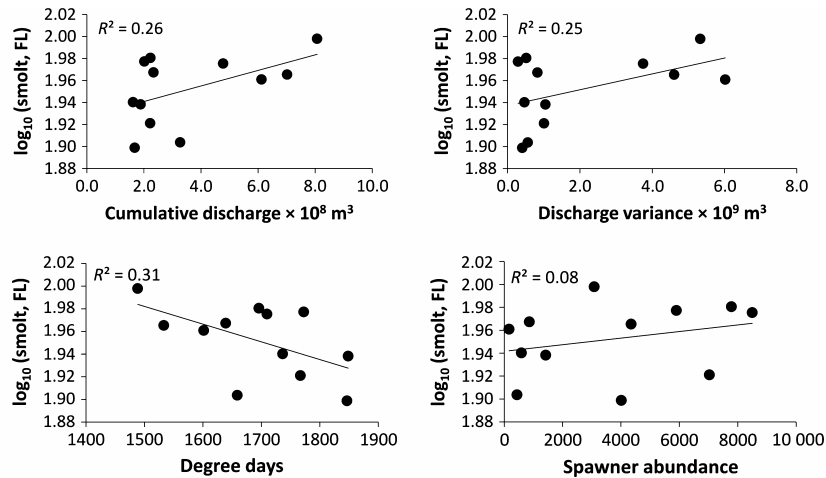 R² = 0.26
2.02
2.00
1.98
1.96
1.94
1.92
1.90
1.88
log₁₀ (smolt, FL)
0.0 2.0 4.0 6.0 8.0 10.0
Cumulative discharge × 10⁸ m³
R² = 0.25
2.02
2.00
1.98
1.96
1.94
1.92
1.90
1.88
log₁₀ (smolt, FL)
0.0 2.0 4.0 6.0 8.0
Discharge variance × 10⁹ m³
R² = 0.31
2.02
2.00
1.98
1.96
1.94
1.92
1.90
1.88
log₁₀ (smolt, FL)
1400 1500 1600 1700 1800 1900
Degree days
R² = 0.08
2.02
2.00
1.98
1.96
1.94
1.92
1.90
1.88
log₁₀ (smolt, FL)
0 2000 4000 6000 8000 10 000
Spawner abundance